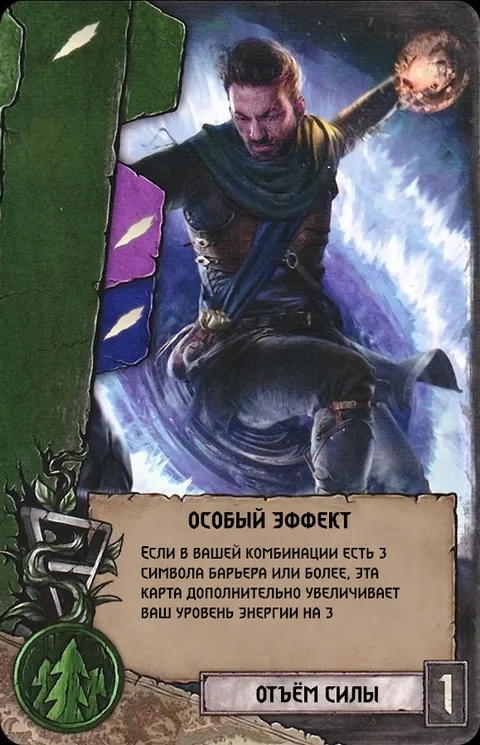 ОСОБЫЙ ЭФФЕКТ
ЕСЛИ В ВАШЕЙ КОМБИНАЦИИ ЕСТЬ 3
СИМВОЛА БАРЬЕРА ИЛИ БОЛЕЕ, ЭТА
КАРТА ДОПОЛНИТЕЛЬНО УВЕЛИЧИВАЕТ
ВАШ УРОВЕНЬ ЭНЕРГИИ НА 3
ОТЪЁМ СИЛЫ
1